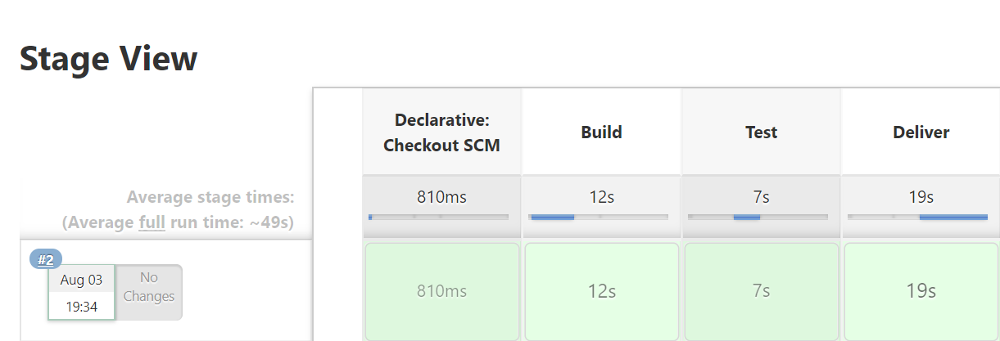 Stage View
Declarative:
Checkout SCM
Build
Test
Deliver
Average stage times:
(Average full run time: ~49s)
810ms
12s
7s
19s
#2
Aug 03
19:34
No
Changes
810ms
12s
7s
19s